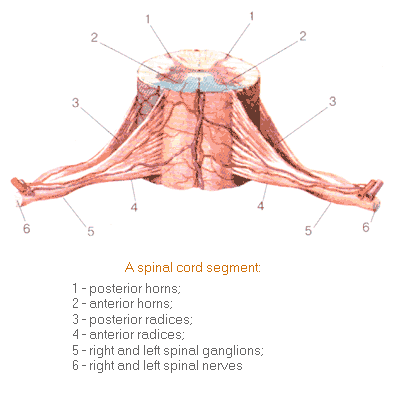 1 1
2 2
3 3
4 4
5 5
6 6
A spinal cord segment:
1 - posterior horns;
2 - anterior horns;
3 - posterior radices;
4 - anterior radices;
5 - right and left spinal ganglions;
6 - right and left spinal nerves